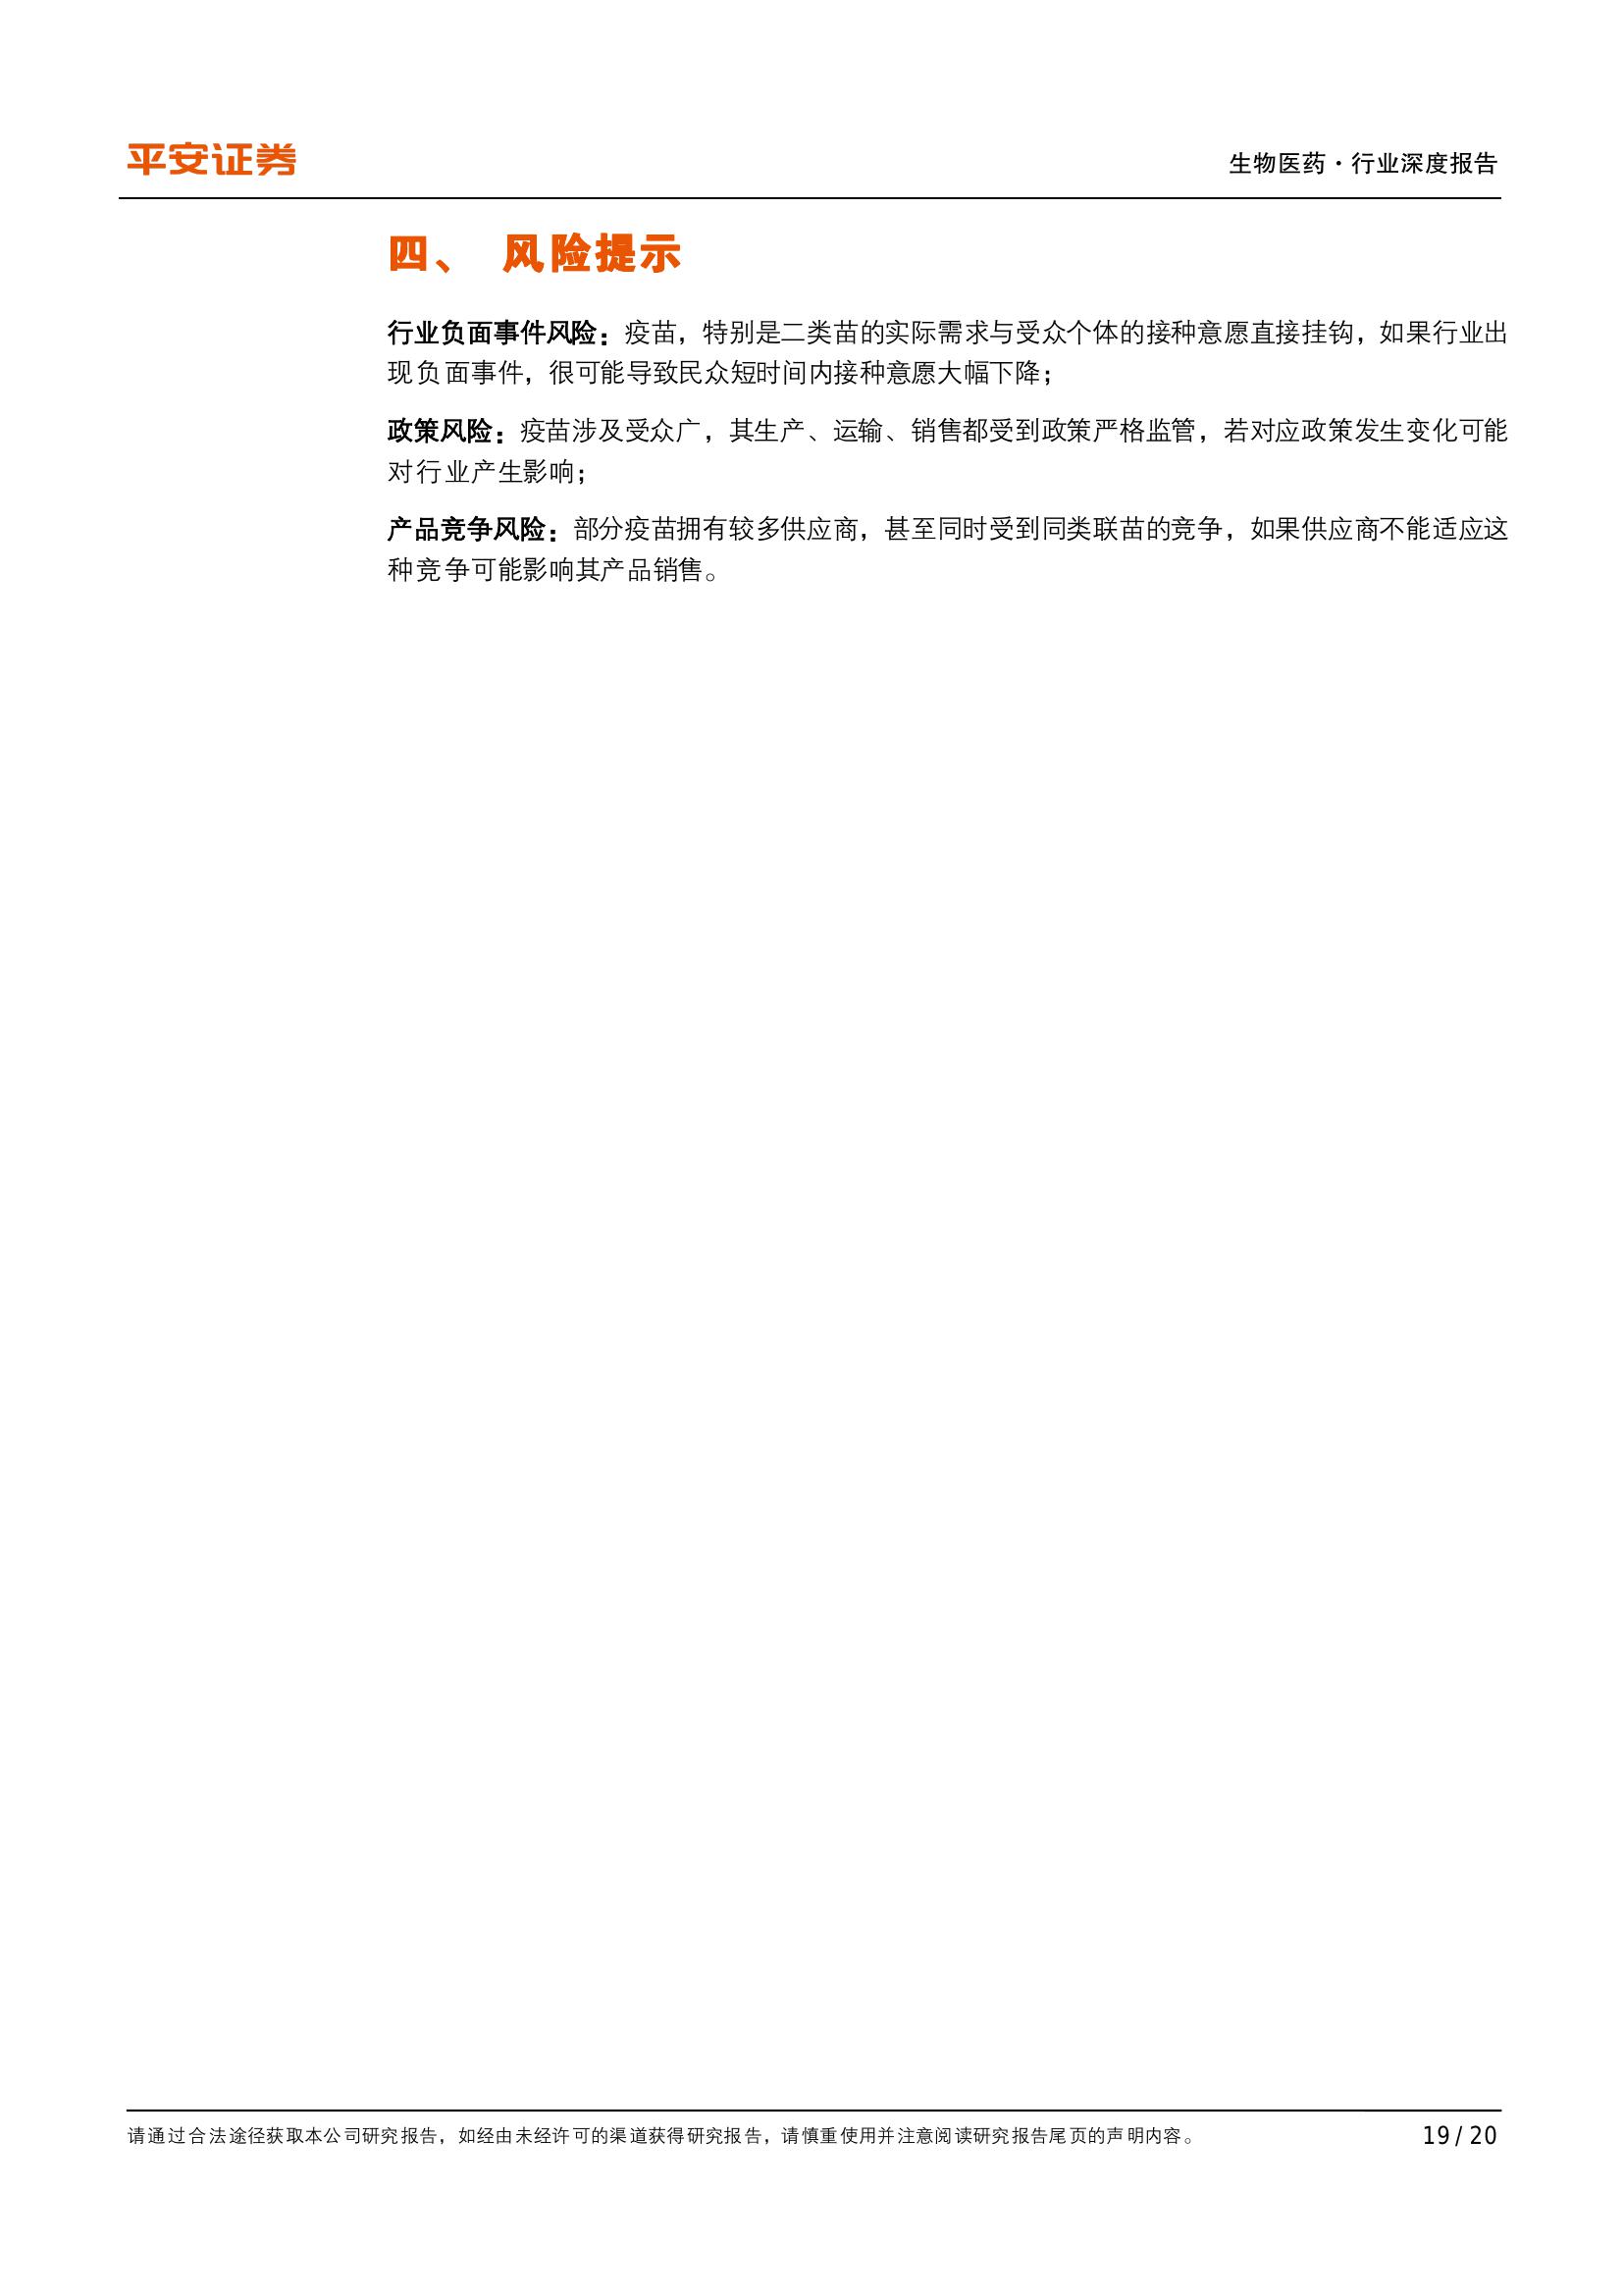 平安证券
生物医药·行业深度报告
四、 风险提示
行业负面事件风险：疫苗，特别是二类苗的实际需求与受众个体的接种意愿直接挂钩，如果行业出
现负面事件，很可能导致民众短时间内接种意愿大幅下降；
政策风险：疫苗涉及受众广，其生产、运输、销售都受到政策严格监管，若对应政策发生变化可能
对行业产生影响；
产品竞争风险：部分疫苗拥有较多供应商，甚至同时受到同类联苗的竞争，如果供应商不能适应这
种竞争可能影响其产品销售。
请通过合法途径获取本公司研究报告，如经由未经许可的渠道获得研究报告，请慎重使用并注意阅读研究报告尾页的声明内容。
19 / 20